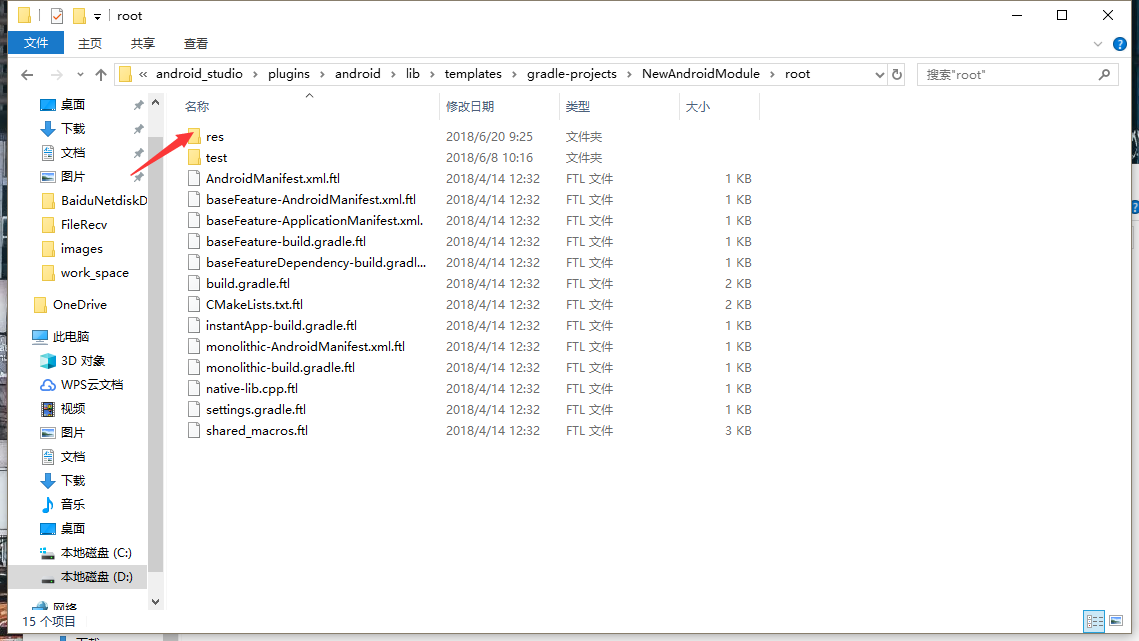 root
文件 主页 共享 查看
« android_studio > plugins > android > lib > templates > gradle-projects > NewAndroidModule > root
搜索"root"
名称 修改日期 类型 大小
桌面
下载
文档
图片
BaiduNetdiskD
FileRecv
images
work_space
OneDrive
此电脑
3D 对象
WPS云文档
视频
图片
文档
下载
音乐
桌面
本地磁盘 (C:)
本地磁盘 (D:)
网络
res 2018/6/20 9:25 文件夹
test 2018/6/8 10:16 文件夹
AndroidManifest.xml.ftl 2018/4/14 12:32 FTL 文件 1 KB
baseFeature-AndroidManifest.xml.ftl 2018/4/14 12:32 FTL 文件 1 KB
baseFeature-ApplicationManifest.xml. 2018/4/14 12:32 FTL 文件 1 KB
baseFeature-build.gradle.ftl 2018/4/14 12:32 FTL 文件 1 KB
baseFeatureDependency-build.gradl... 2018/4/14 12:32 FTL 文件 1 KB
build.gradle.ftl 2018/4/14 12:32 FTL 文件 2 KB
CMakeLists.txt.ftl 2018/4/14 12:32 FTL 文件 2 KB
instantApp-build.gradle.ftl 2018/4/14 12:32 FTL 文件 1 KB
monolithic-AndroidManifest.xml.ftl 2018/4/14 12:32 FTL 文件 1 KB
monolithic-build.gradle.ftl 2018/4/14 12:32 FTL 文件 1 KB
native-lib.cpp.ftl 2018/4/14 12:32 FTL 文件 1 KB
settings.gradle.ftl 2018/4/14 12:32 FTL 文件 1 KB
shared_macros.ftl 2018/4/14 12:32 FTL 文件 3 KB
15 个项目